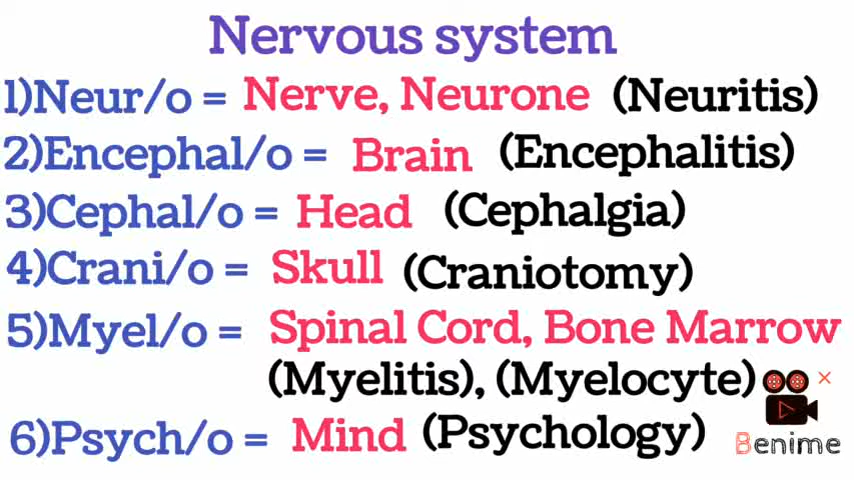 Nervous system
1)Neur/o = Nerve, Neurone (Neuritis)
2)Encephal/o = Brain (Encephalitis)
3)Cephal/o = Head (Cephalgia)
4)Crani/o = Skull (Craniotomy)
5)Myel/o = Spinal Cord, Bone Marrow
(Myelitis), (Myelocyte)
6)Psych/o = Mind (Psychology)
Benime